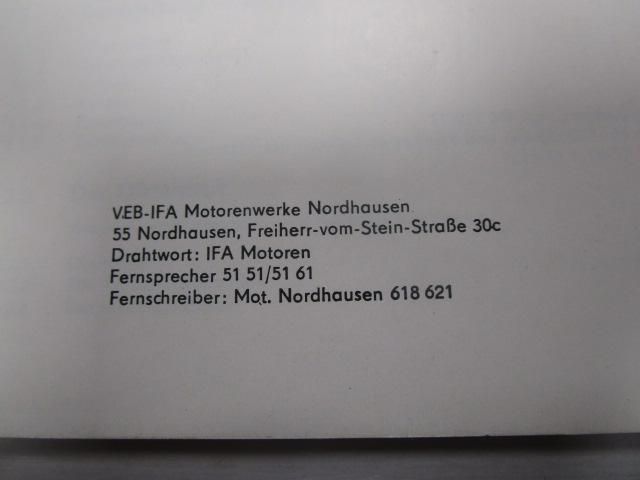 VEB-IFA Motorenwerke Nordhausen
55 Nordhausen, Freiherr-vom-Stein-Straße 30c
Drahtwort: IFA Motoren
Fernsprecher 51 51/51 61
Fernschreiber: Mot. Nordhausen 618 621